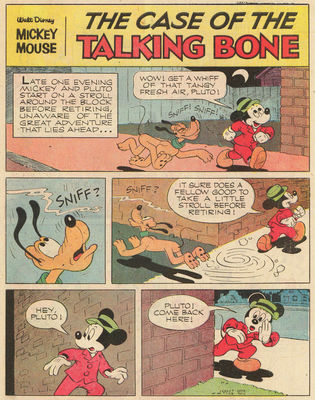 Walt Disney
MICKEY
MOUSE
THE CASE OF THE
TALKING BONE
LATE ONE EVENING
MICKEY AND PLUTO
START ON A STROLL
AROUND THE BLOCK
BEFORE RETIRING,
UNAWARE OF THE
GREAT ADVENTURE
THAT LIES AHEAD...
WOW! GET A WHIFF
OF THAT TANGY
FRESH AIR, PLUTO!
SNIFF! SNIFF!
SNIFF?
IT SURE DOES A
FELLOW GOOD TO
TAKE A LITTLE
STROLL BEFORE
RETIRING!
HEY,
PLUTO!
PLUTO!
COME BACK
HERE!